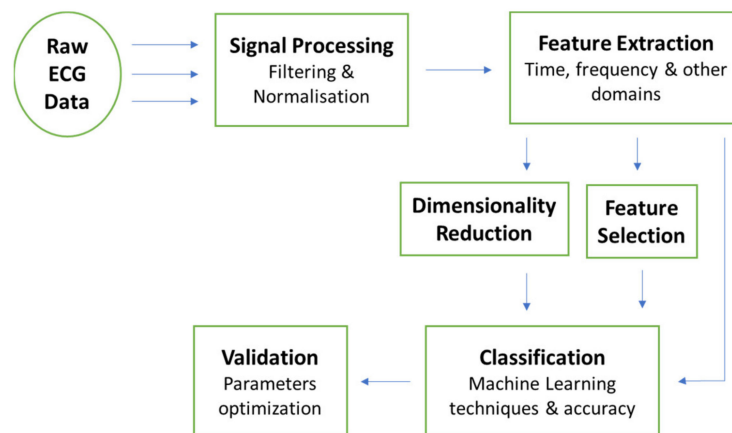 Raw
ECG
Data
Signal Processing
Filtering &
Normalisation
Feature Extraction
Time, frequency & other
domains
Dimensionality
Reduction
Feature
Selection
Validation
Parameters
optimization
Classification
Machine Learning
techniques & accuracy